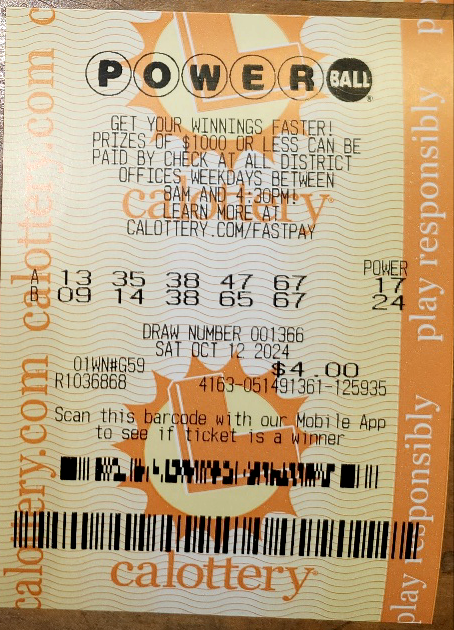 POWER BALL
GET YOUR WINNINGS FASTER!
PRIZES OF $1000 OR LESS CAN BE
PAID BY CHECK AT ALL DISTRICT
OFFICES WEEKDAYS BETWEEN
8AM AND 4:30PM!
LEARN MORE AT
CALOTTERY.COM/FASTPAY
calottery
POWER
A 13 35 38 47 67 17
B 09 14 38 65 67 24
DRAW NUMBER 001366
SAT OCT 12 2024
01WN#G59 $4.00
R1036868 4163-051491361-125935
Scan this barcode with our Mobile App
to see if ticket is a winner
calottery
calottery.com calottery.com c
play responsibly play responsibly p